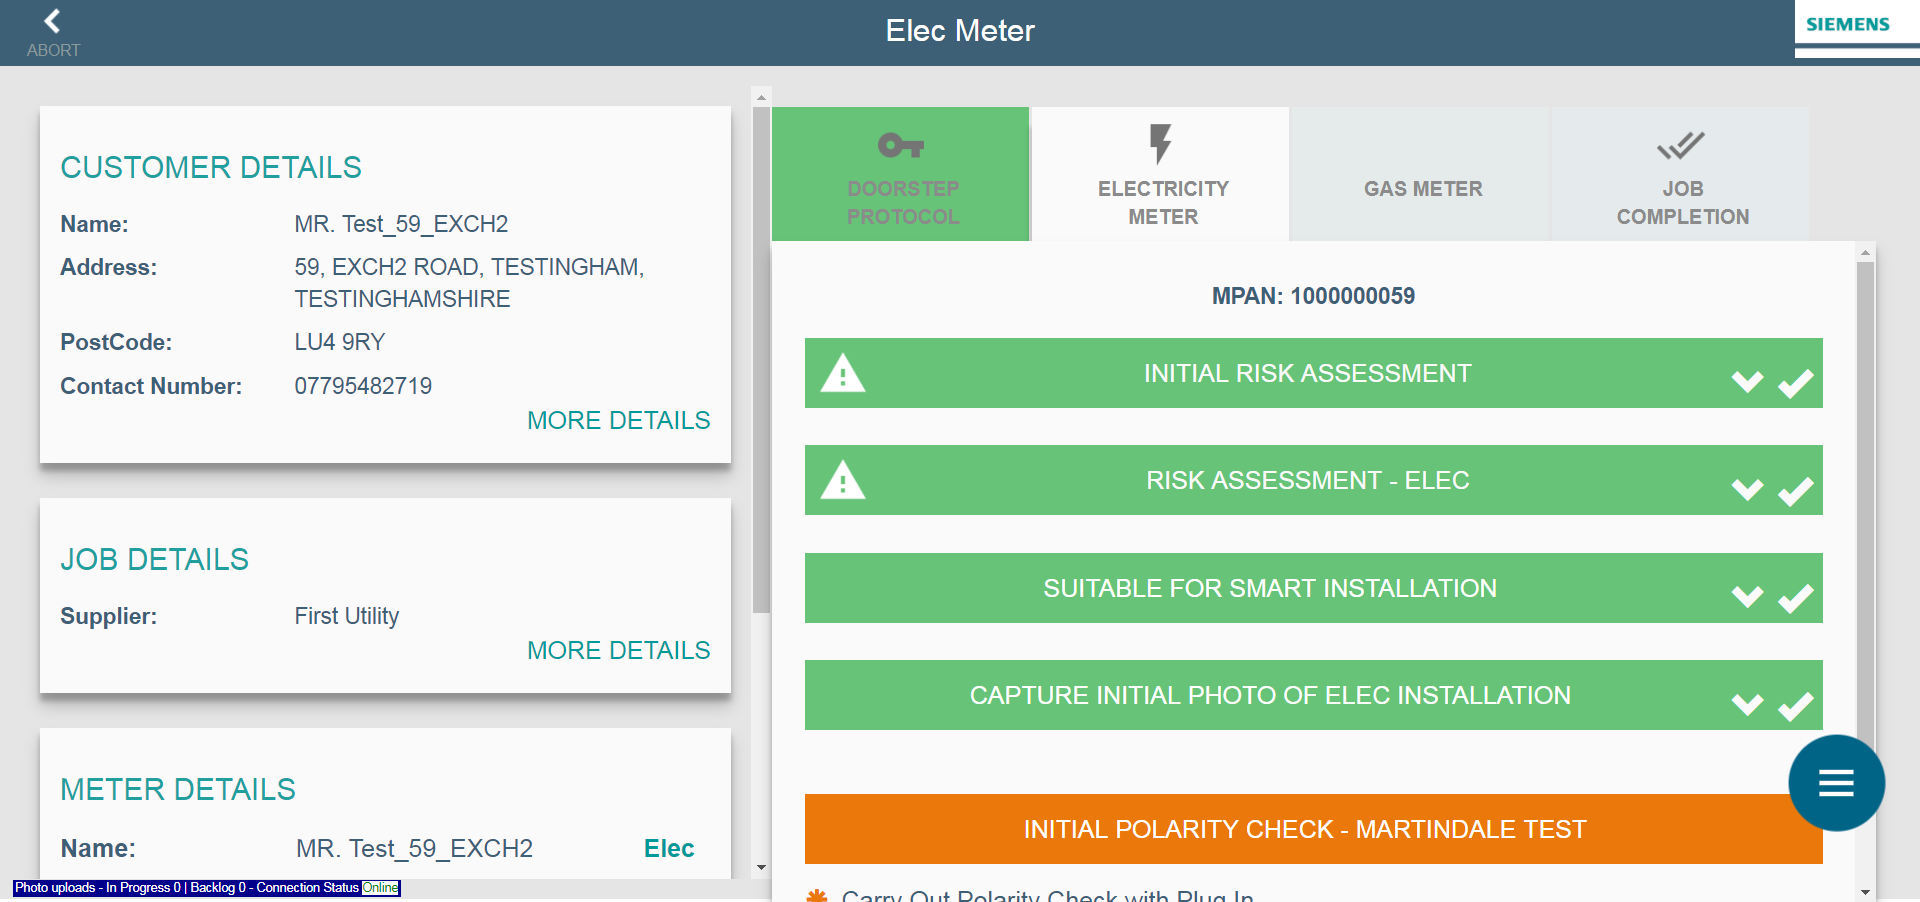 ABORT
Elec Meter
SIEMENS
CUSTOMER DETAILS
Name: MR. Test_59_EXCH2
Address: 59, EXCH2 ROAD, TESTINGHAM,
TESTINGHAMSHIRE
PostCode: LU4 9RY
Contact Number: 07795482719
MORE DETAILS
JOB DETAILS
Supplier: First Utility
MORE DETAILS
METER DETAILS
Name: MR. Test_59_EXCH2 Elec
Photo uploads - In Progress 0 | Backlog 0 - Connection Status Online
DOORSTEP
PROTOCOL
ELECTRICITY
METER
GAS METER
JOB
COMPLETION
MPAN: 1000000059
INITIAL RISK ASSESSMENT
RISK ASSESSMENT - ELEC
SUITABLE FOR SMART INSTALLATION
CAPTURE INITIAL PHOTO OF ELEC INSTALLATION
INITIAL POLARITY CHECK - MARTINDALE TEST
Carry Out Polarity Check with Plug In